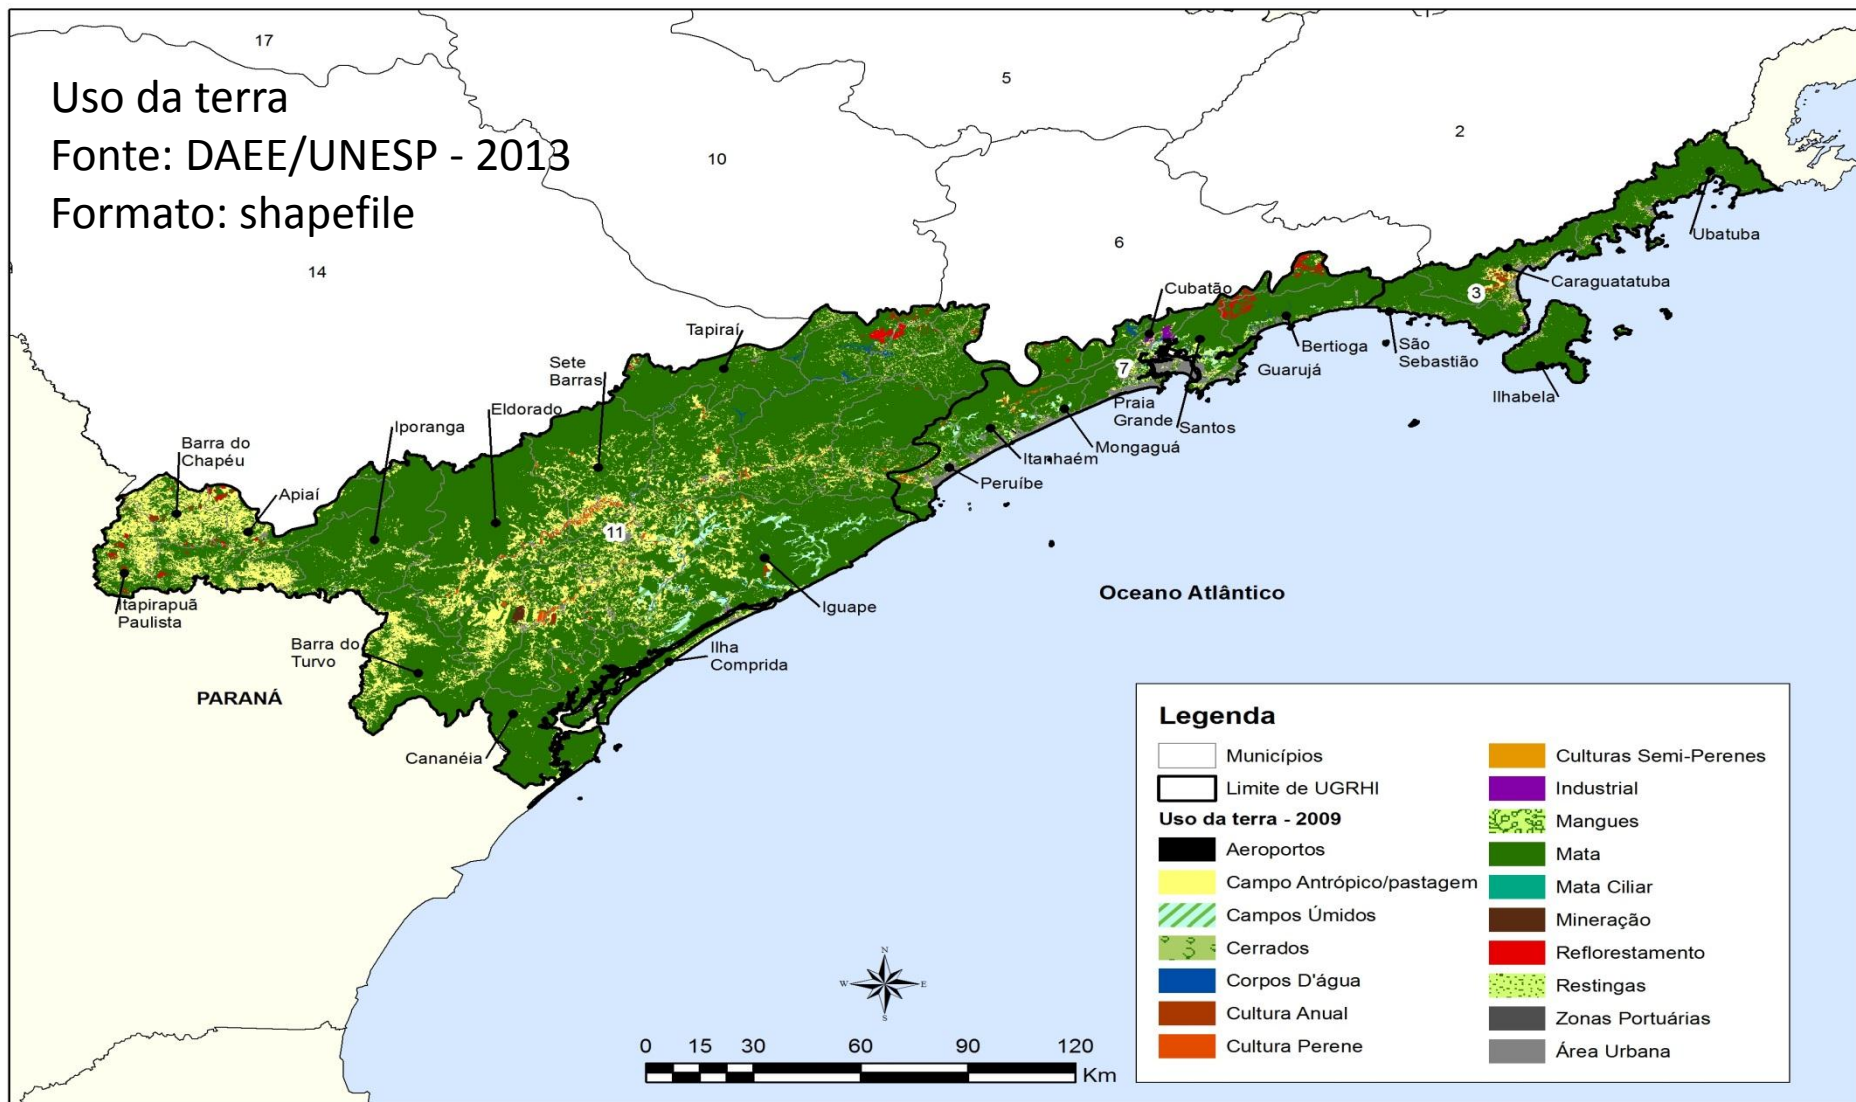 Uso da terra
Fonte: DAEE/UNESP - 2013
Formato: shapefile
17
5
2
10
14
6
Ubatuba
Caraguatatuba
3
Cubatão
Tapiraí
São
Sebastião
Bertioga
Guarujá
7
Ilhabela
Sete
Barras
Praia
Grande
Santos
Eldorado
Iporanga
Mongaguá
Itanhaém
Barra do
Chapéu
Peruíbe
Apiaí
11
Oceano Atlântico
Itapirapuã
Paulista
Iguape
Barra do
Turvo
Ilha
Comprida
PARANÁ
Cananéia
Legenda
Municípios
Limite de UGRHI
Uso da terra - 2009
Aeroportos
Campo Antrópico/pastagem
Campos Úmidos
Cerrados
Corpos D'água
Cultura Anual
Cultura Perene
Culturas Semi-Perenes
Industrial
Mangues
Mata
Mata Ciliar
Mineração
Reflorestamento
Restingas
Zonas Portuárias
Área Urbana
N
W E
S
0 15 30 60 90 120
Km